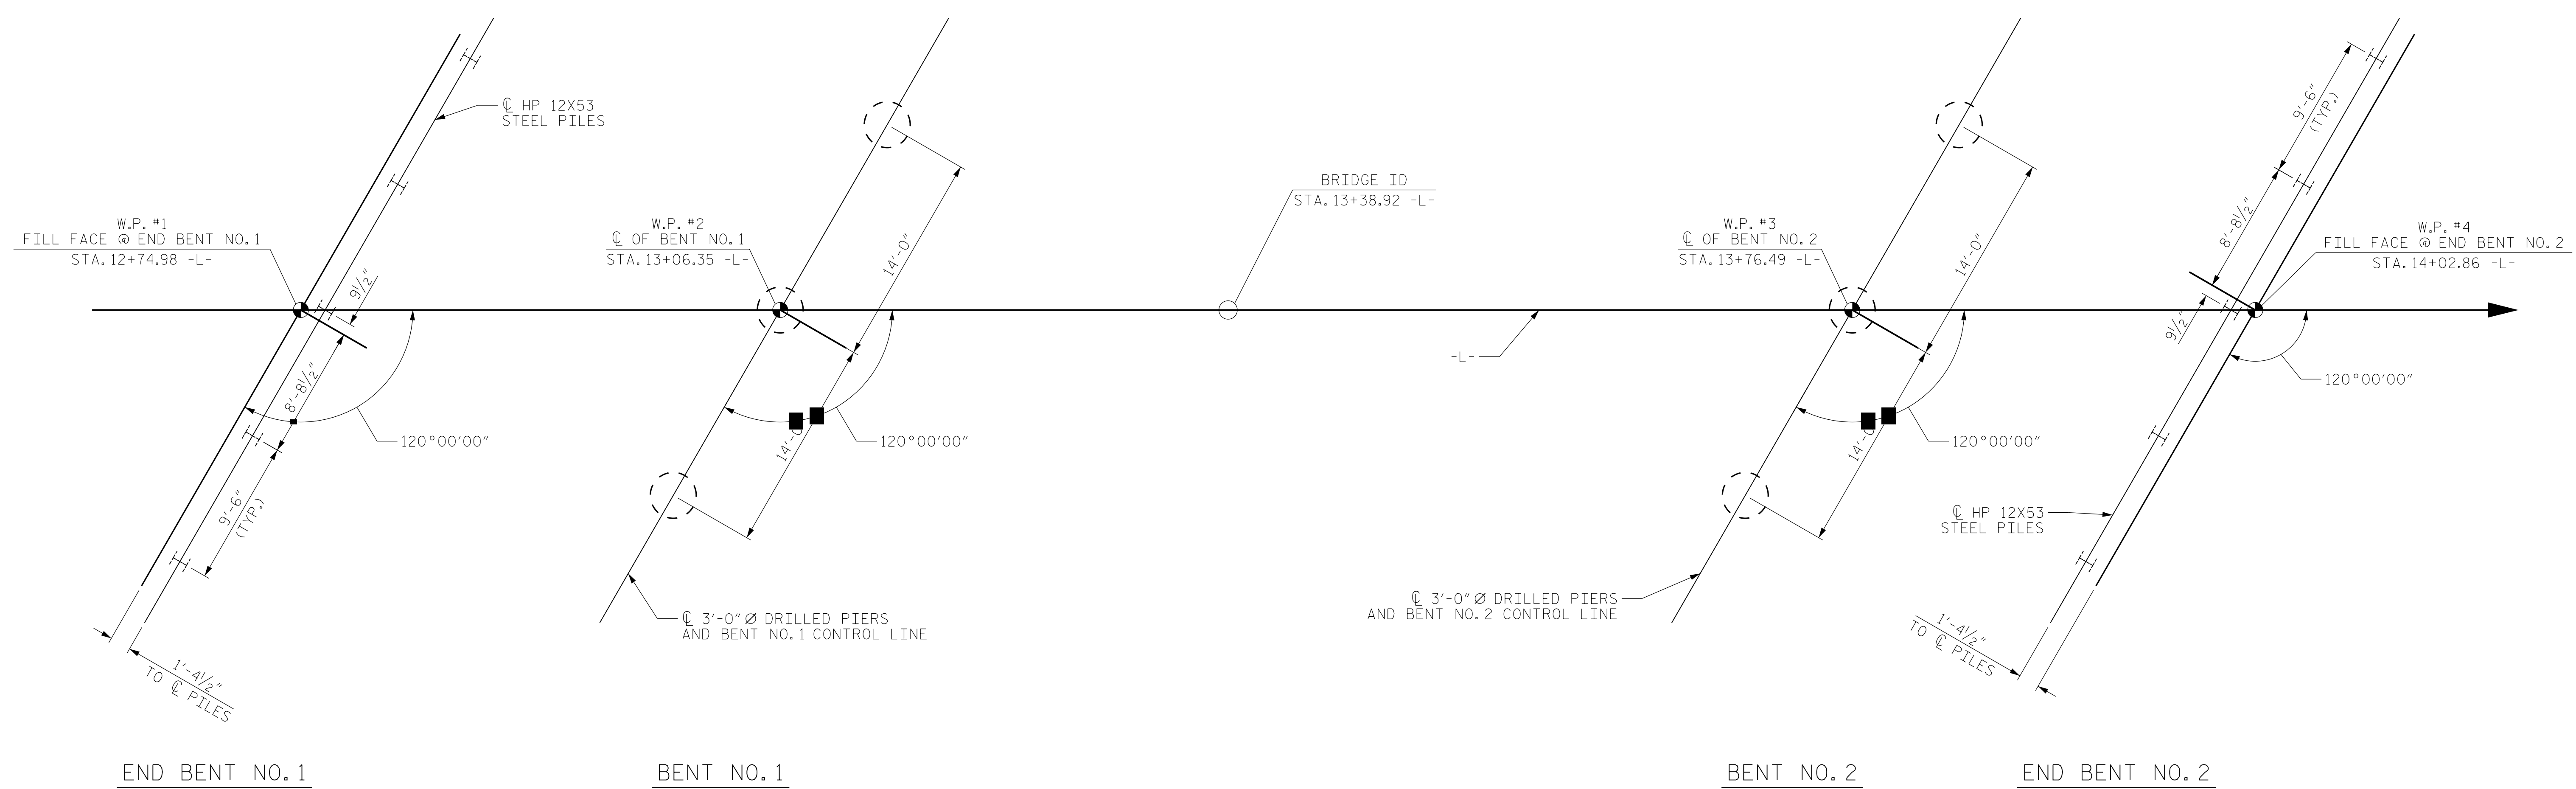 ℄ HP 12X53
STEEL PILES
W.P. #1
FILL FACE @ END BENT NO.1
STA.12+74.98 -L-
9½"
8'-8½"
9'-6"
(TYP.)
120°00'00"
1'-4½"
TO ℄ PILES
END BENT NO.1
W.P. #2
℄ OF BENT NO.1
STA.13+06.35 -L-
14'-0"
14'-0
120°00'00"
℄ 3'-0"Ø DRILLED PIERS
AND BENT NO.1 CONTROL LINE
BENT NO.1
BRIDGE ID
STA.13+38.92 -L-
-L-
W.P. #3
℄ OF BENT NO.2
STA.13+76.49 -L-
14'-0"
14'-0
120°00'00"
℄ 3'-0"Ø DRILLED PIERS
AND BENT NO.2 CONTROL LINE
BENT NO.2
9'-6"
(TYP.)
8'-8½"
9½"
W.P. #4
FILL FACE @ END BENT NO.2
STA.14+02.86 -L-
120°00'00"
℄ HP 12X53
STEEL PILES
1'-4½"
TO ℄ PILES
END BENT NO.2